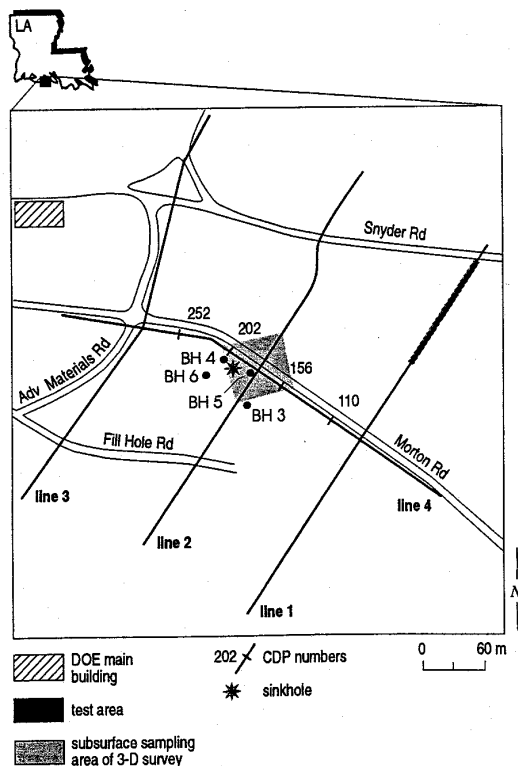 LA
Snyder Rd
252
202
BH 4
156
Adv Materials Rd
BH 6
BH 5
110
BH 3
Fill Hole Rd
Morton Rd
line 3
line 4
line 2
line 1
N
0 60 m
DOE main
building
202 CDP numbers
sinkhole
test area
subsurface sampling
area of 3-D survey